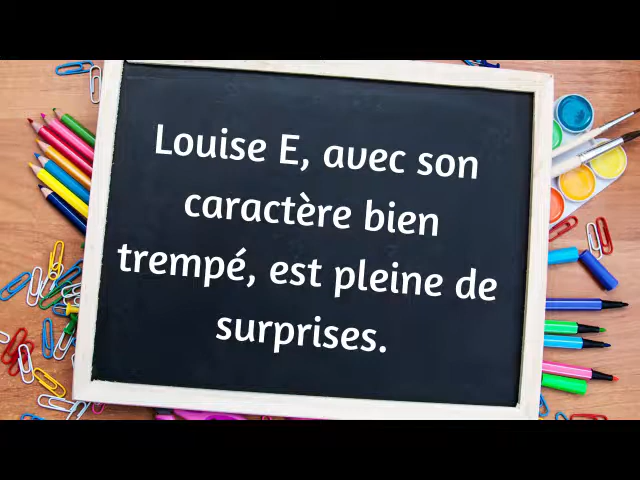 Louise E, avec son
caractère bien
trempé, est pleine de
surprises.